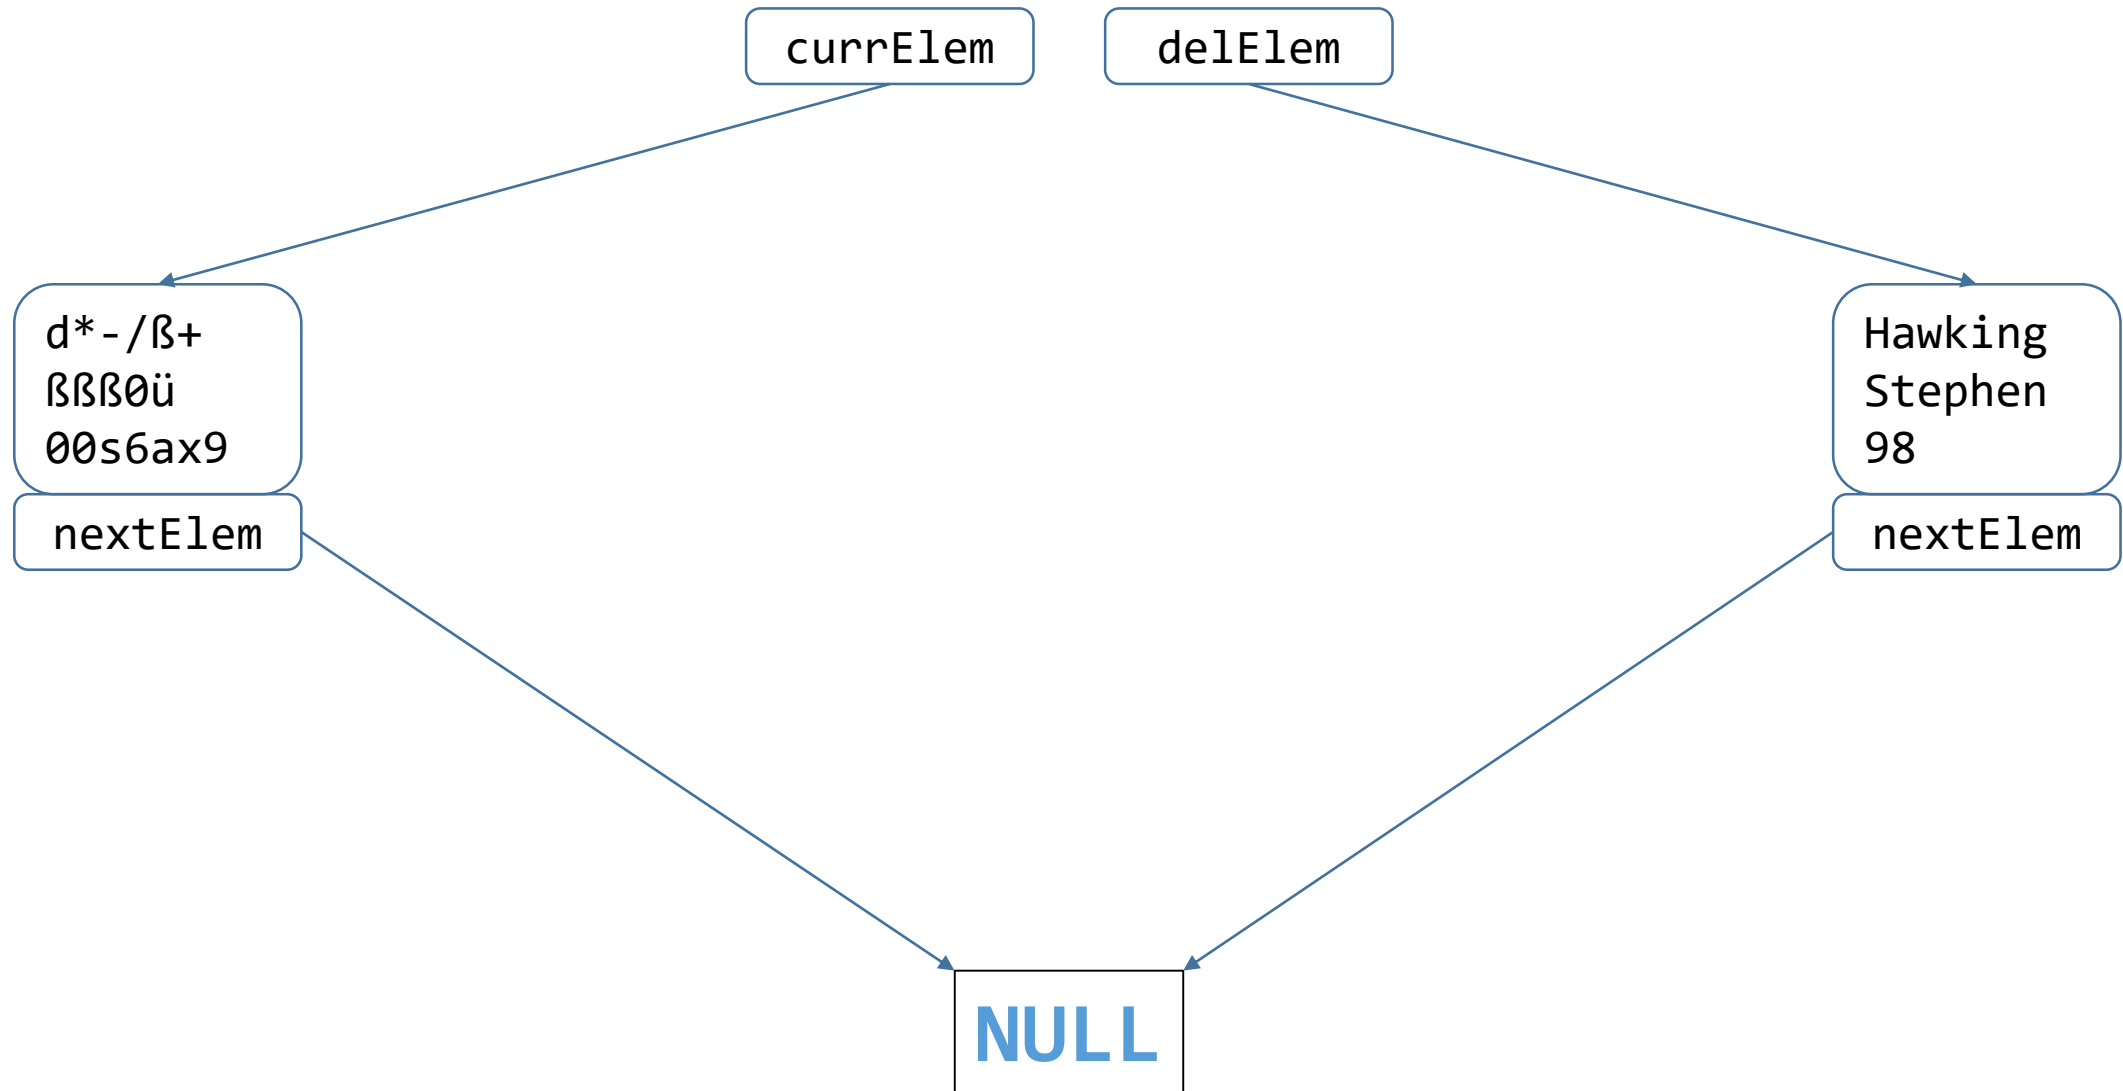 currElem
delElem
d*-/ß+
ßßß0ü
00s6ax9
nextElem
Hawking
Stephen
98
nextElem
NULL